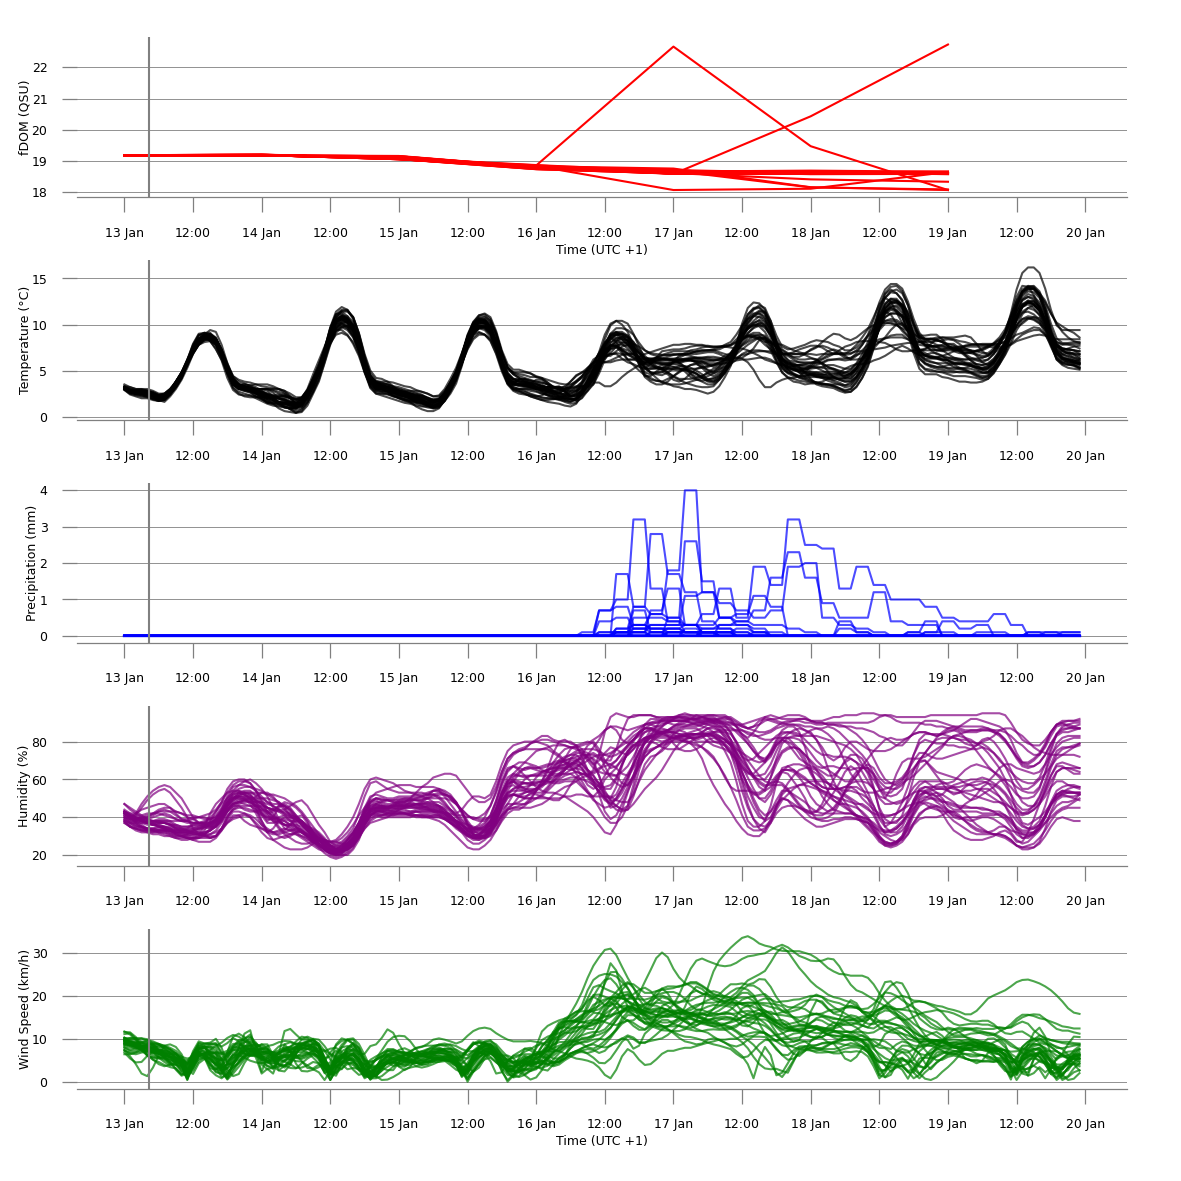 22
21
20
19
18
fDOM (QSU)
13 Jan 12:00 14 Jan 12:00 15 Jan 12:00 16 Jan 12:00 17 Jan 12:00 18 Jan 12:00 19 Jan 12:00 20 Jan
Time (UTC +1)
15
10
5
0
Temperature (°C)
13 Jan 12:00 14 Jan 12:00 15 Jan 12:00 16 Jan 12:00 17 Jan 12:00 18 Jan 12:00 19 Jan 12:00 20 Jan
4
3
2
1
0
Precipitation (mm)
13 Jan 12:00 14 Jan 12:00 15 Jan 12:00 16 Jan 12:00 17 Jan 12:00 18 Jan 12:00 19 Jan 12:00 20 Jan
80
60
40
20
Humidity (%)
13 Jan 12:00 14 Jan 12:00 15 Jan 12:00 16 Jan 12:00 17 Jan 12:00 18 Jan 12:00 19 Jan 12:00 20 Jan
30
20
10
0
Wind Speed (km/h)
13 Jan 12:00 14 Jan 12:00 15 Jan 12:00 16 Jan 12:00 17 Jan 12:00 18 Jan 12:00 19 Jan 12:00 20 Jan
Time (UTC +1)